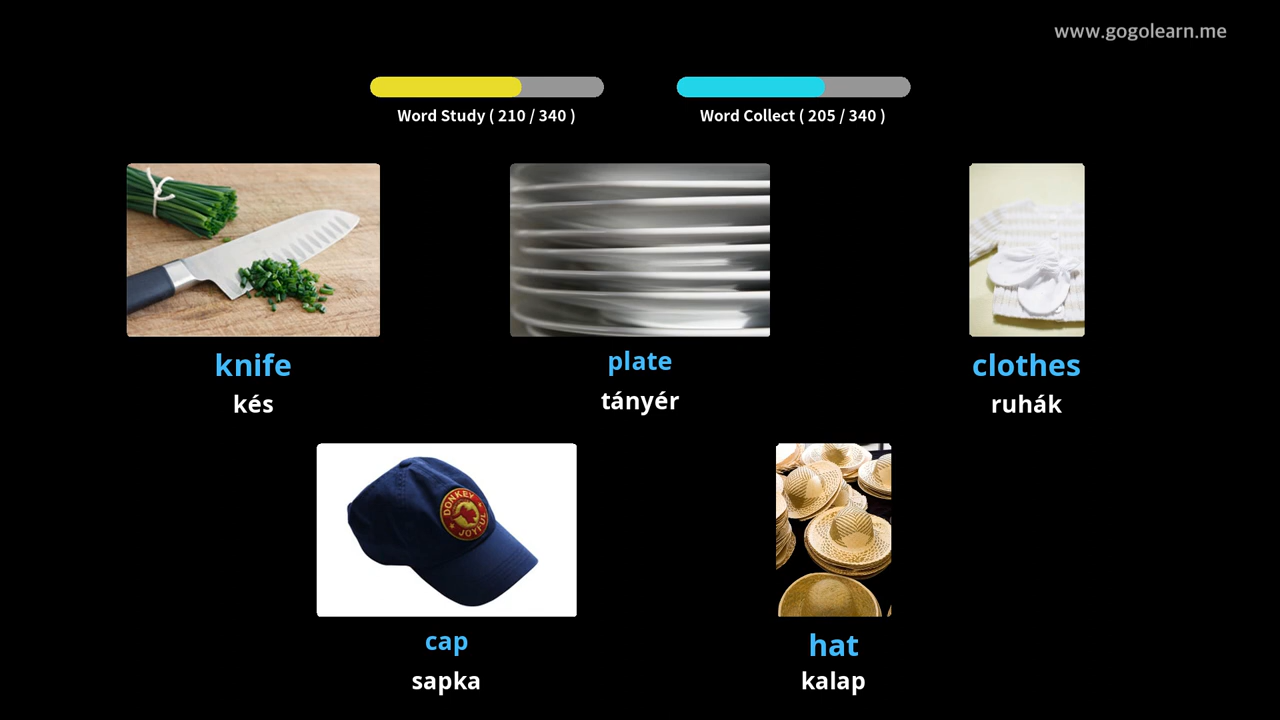 www.gogolearn.me
Word Study ( 210 / 340 )
Word Collect ( 205 / 340 )
knife
kés
plate
tányér
clothes
ruhák
DONKEY
JOYFUL
cap
sapka
hat
kalap